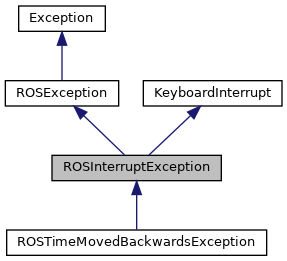 Exception
ROSException
KeyboardInterrupt
ROSInterruptException
ROSTimeMovedBackwardsException